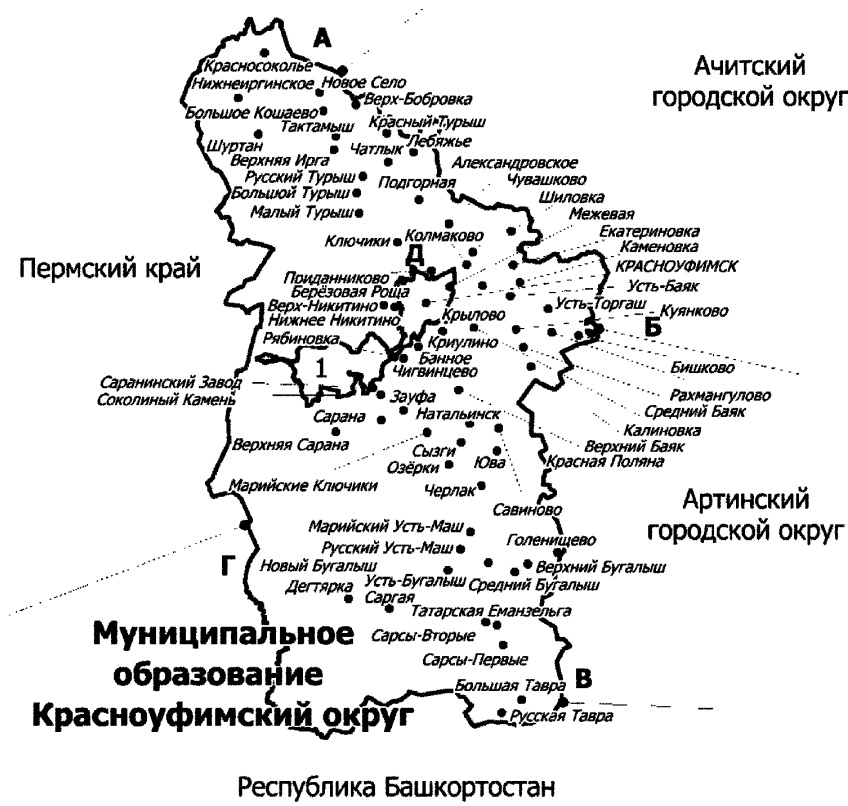 А
Ачитский
городской округ
Красносоколье
Нижнеиргинское
Новое Село
Верх-Бобровка
Большое Кошаево
Тактамыш
Красный Турыш
Шуртан
Лебяжье
Верхняя Ирга
Чатлык
Александровское
Русский Турыш
Подгорная
Чувашково
Большой Турыш
Шиловка
Малый Турыш
Межевая
Ключики
Колмаково
Екатериновка
Каменовка
Д
Пермский край
КРАСНОУФИМСК
Приданниково
Усть-Баяк
Берёзовая Роща
Усть-Торгаш
Верх-Никитино
Куянково
Нижнее Никитино
Крылово
Б
Рябиновка
Криулино
Банное
1
Чигвинцево
Бишково
Саранинский Завод
Соколиный Камень
Зауфа
Рахмангулово
Сарана
Натальинск
Средний Баяк
Калиновка
Верхняя Сарана
Сызги
Верхний Баяк
Озёрки
Юва
Красная Поляна
Марийские Ключики
Черлак
Савиново
Артинский
городской округ
Марийский Усть-Маш
Голенищево
Русский Усть-Маш
Г
Новый Бугалыш
Верхний Бугалыш
Дегтярка
Усть-Бугалыш
Средний Бугалыш
Саргая
Татарская Еманзельга
Муниципальное
образование
Красноуфимский округ
Сарсы-Вторые
Сарсы-Первые
Большая Тавра
В
Русская Тавра
Республика Башкортостан